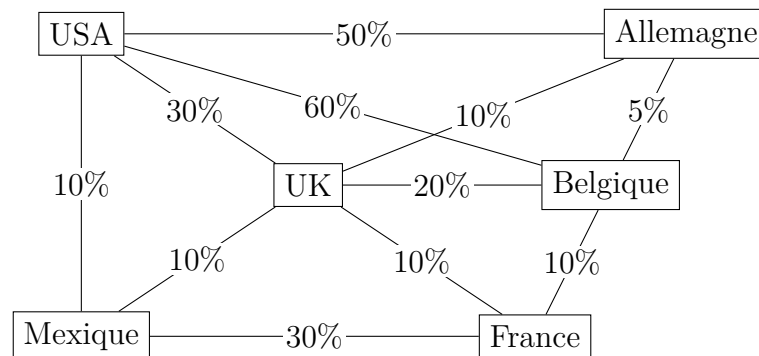 USA 50% Allemagne
30% 60% 10% 5%
10% UK 20% Belgique
10% 10% 10%
Mexique 30% France